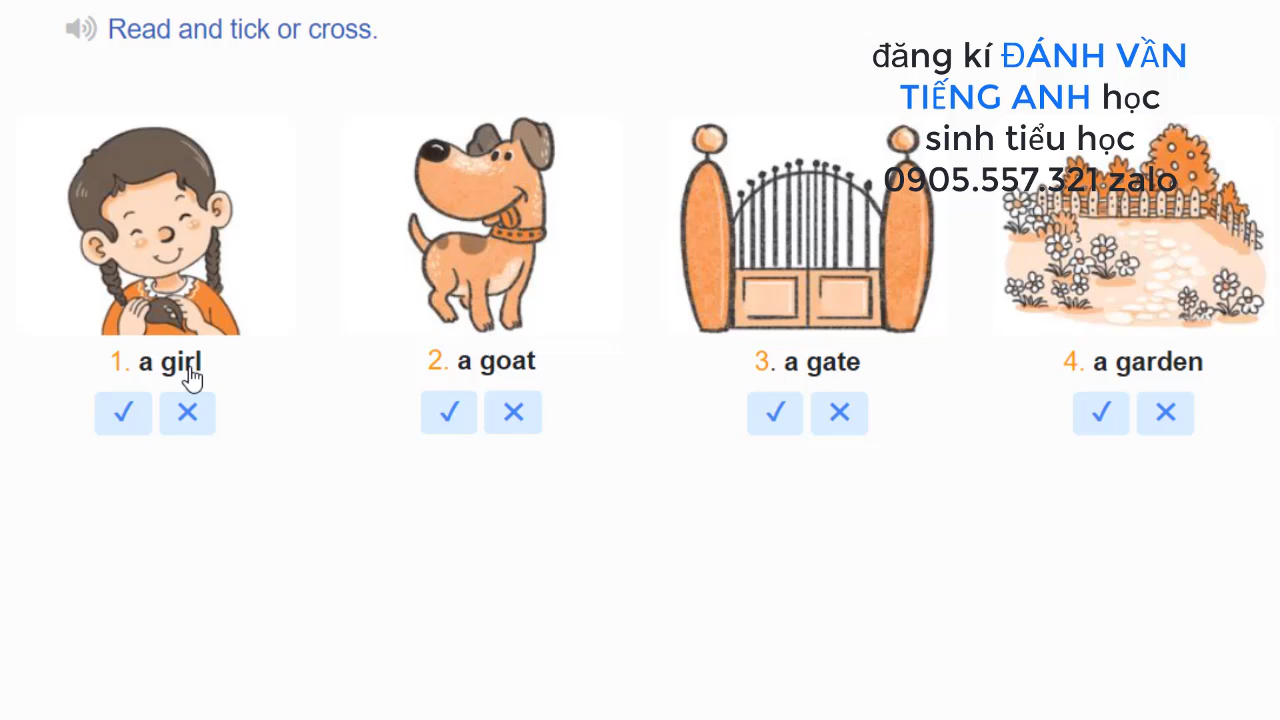 Read and tick or cross.
đăng kí ĐÁNH VẦN
TIẾNG ANH học
sinh tiểu học
0905.557.321 zalo
1. a girl
2. a goat
3. a gate
4. a garden